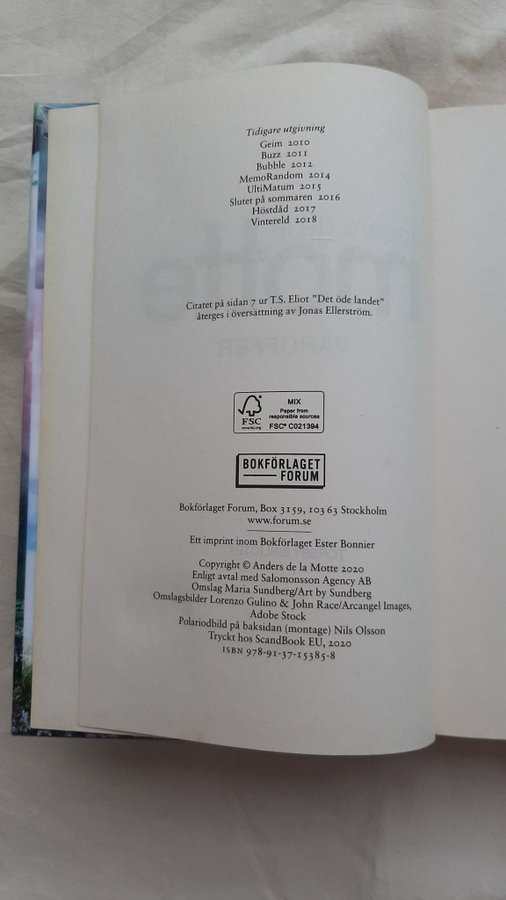 Tidigare utgivning
Geim 2010
Buzz 2011
Bubble 2012
MemoRandom 2014
UltiMatum 2015
Slutet på sommaren 2016
Höstdåd 2017
Vintereld 2018
Citatet på sidan 7 ur T.S. Eliot "Det öde landet"
återges i översättning av Jonas Ellerström.
FSC
www.fsc.org
MIX
Paper from
responsible sources
FSC® C021394
BOKFÖRLAGET
FORUM
Bokförlaget Forum, Box 3159, 103 63 Stockholm
www.forum.se
Ett imprint inom Bokförlaget Ester Bonnier
Copyright © Anders de la Motte 2020
Enligt avtal med Salomonsson Agency AB
Omslag Maria Sundberg/Art by Sundberg
Omslagsbilder Lorenzo Gulino & John Race/Arcangel Images,
Adobe Stock
Polariodbild på baksidan (montage) Nils Olsson
Tryckt hos ScandBook EU, 2020
ISBN 978-91-37-15385-8